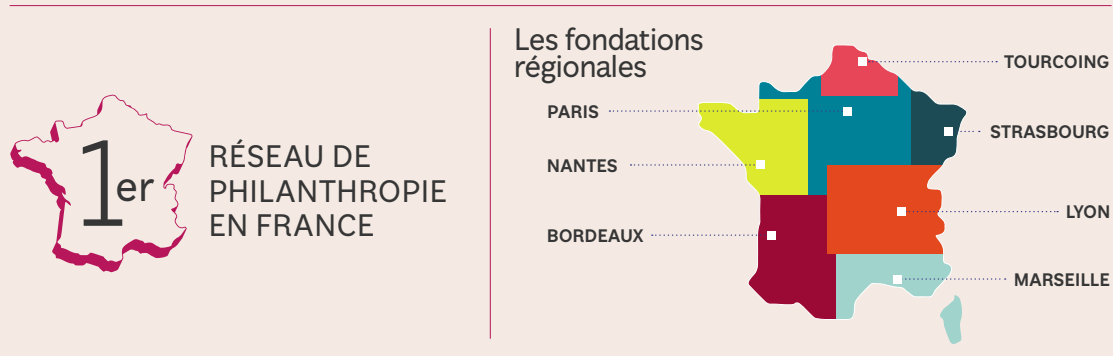 1er
RÉSEAU DE
PHILANTHROPIE
EN FRANCE
Les fondations
régionales
TOURCOING
PARIS
STRASBOURG
NANTES
LYON
BORDEAUX
MARSEILLE